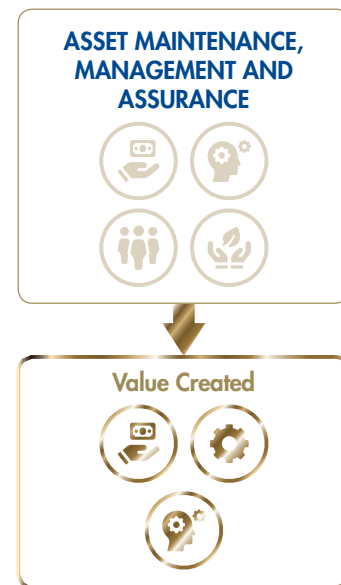 ASSET MAINTENANCE,
MANAGEMENT AND
ASSURANCE
Value Created